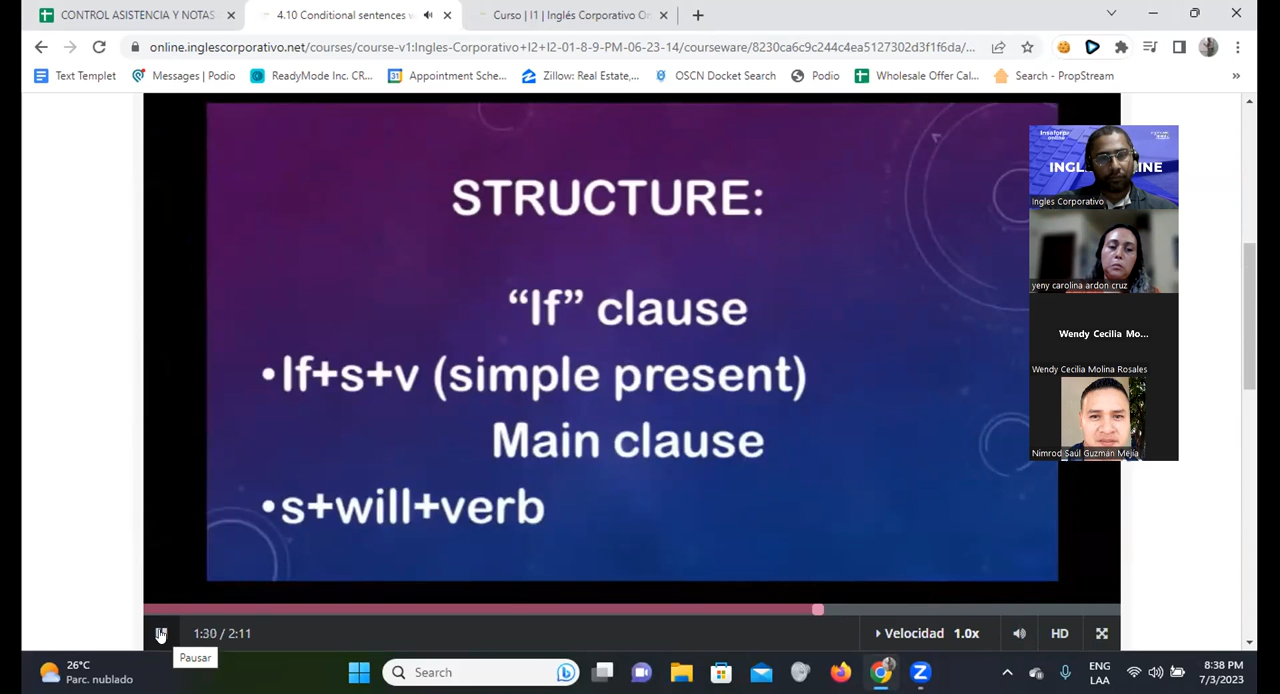 CONTROL ASISTENCIA Y NOTAS
4.10 Conditional sentences w
Curso | I1 | Inglés Corporativo On
online.inglescorporativo.net/courses/course-v1:Ingles-Corporativo+I2+I2-01-8-9-PM-06-23-14/courseware/8230ca6c9c244c4ea5127302d3f1f6da/...
Text Templet
Messages | Podio
ReadyMode Inc. CR...
Appointment Sche...
Zillow: Real Estate,...
OSCN Docket Search
Podio
Wholesale Offer Cal...
Search - PropStream
»
STRUCTURE:
“If” clause
•If+s+v (simple present)
Main clause
•s+will+verb
Ingles Corporativo
yeny carolina ardon cruz
Wendy Cecilia Mo...
Wendy Cecilia Molina Rosales
Nimrod Saúl Guzmán Mejía
1:30 / 2:11
Pausar
Velocidad 1.0x
HD
26°C
Parc. nublado
Search
ENG
LAA
8:38 PM
7/3/2023